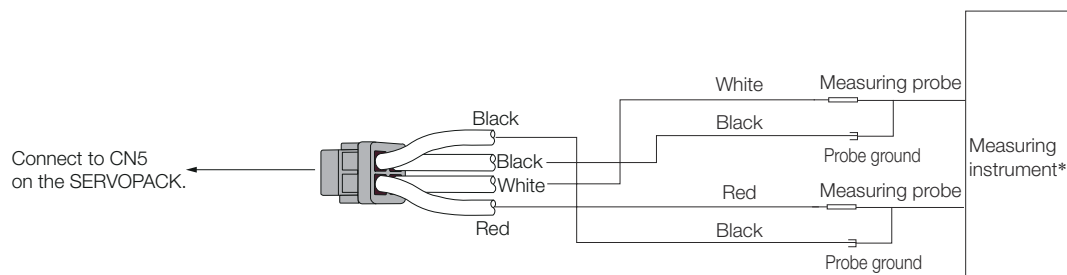 White
Measuring probe
Black
Black
Probe ground
Connect to CN5
on the SERVOPACK.
Black
White
Measuring
instrument*
Measuring probe
Red
Red
Black
Probe ground